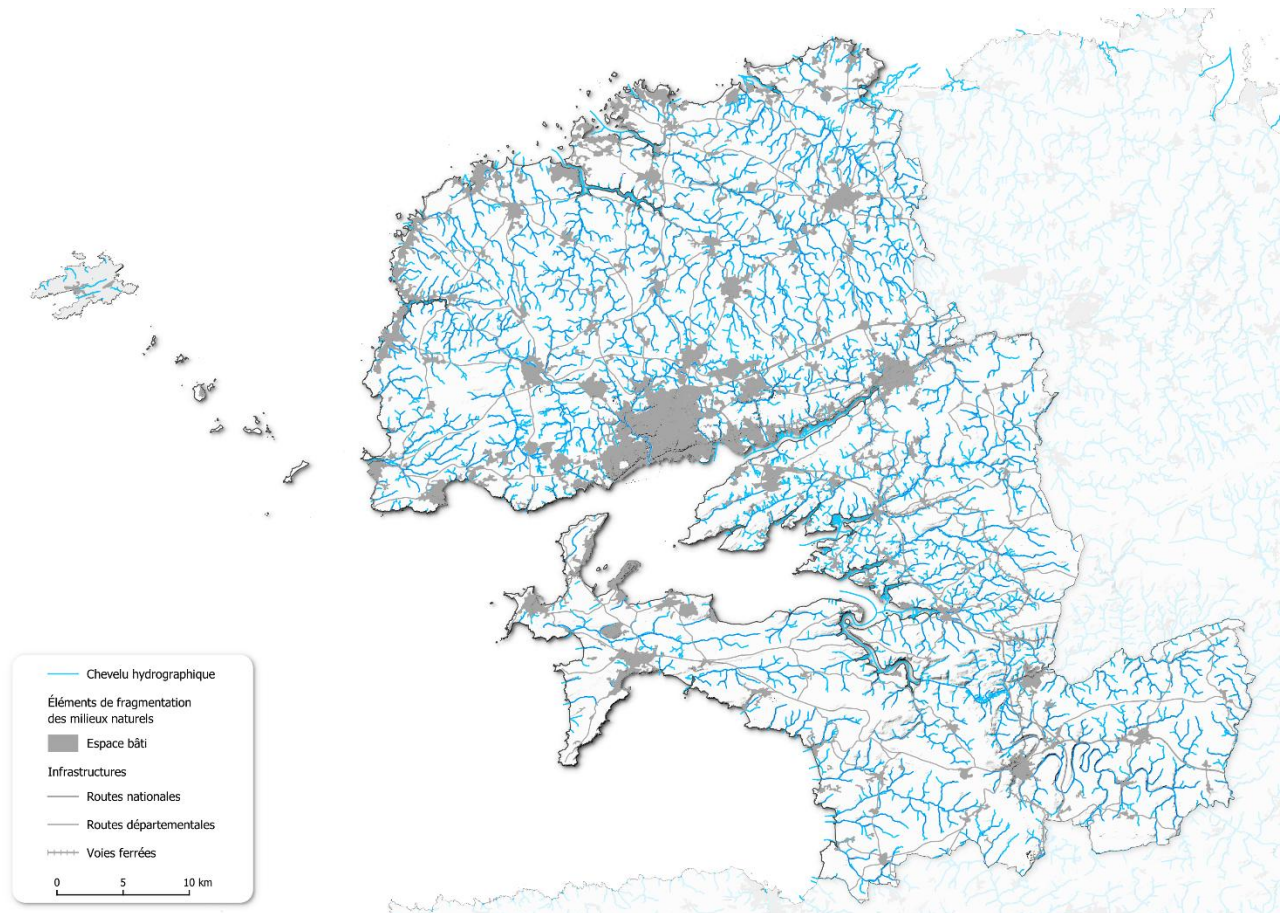 Chevelu hydrographique
Éléments de fragmentation
des milieux naturels
Espace bâti
Infrastructures
Routes nationales
Routes départementales
Voies ferrées
0 5 10 km